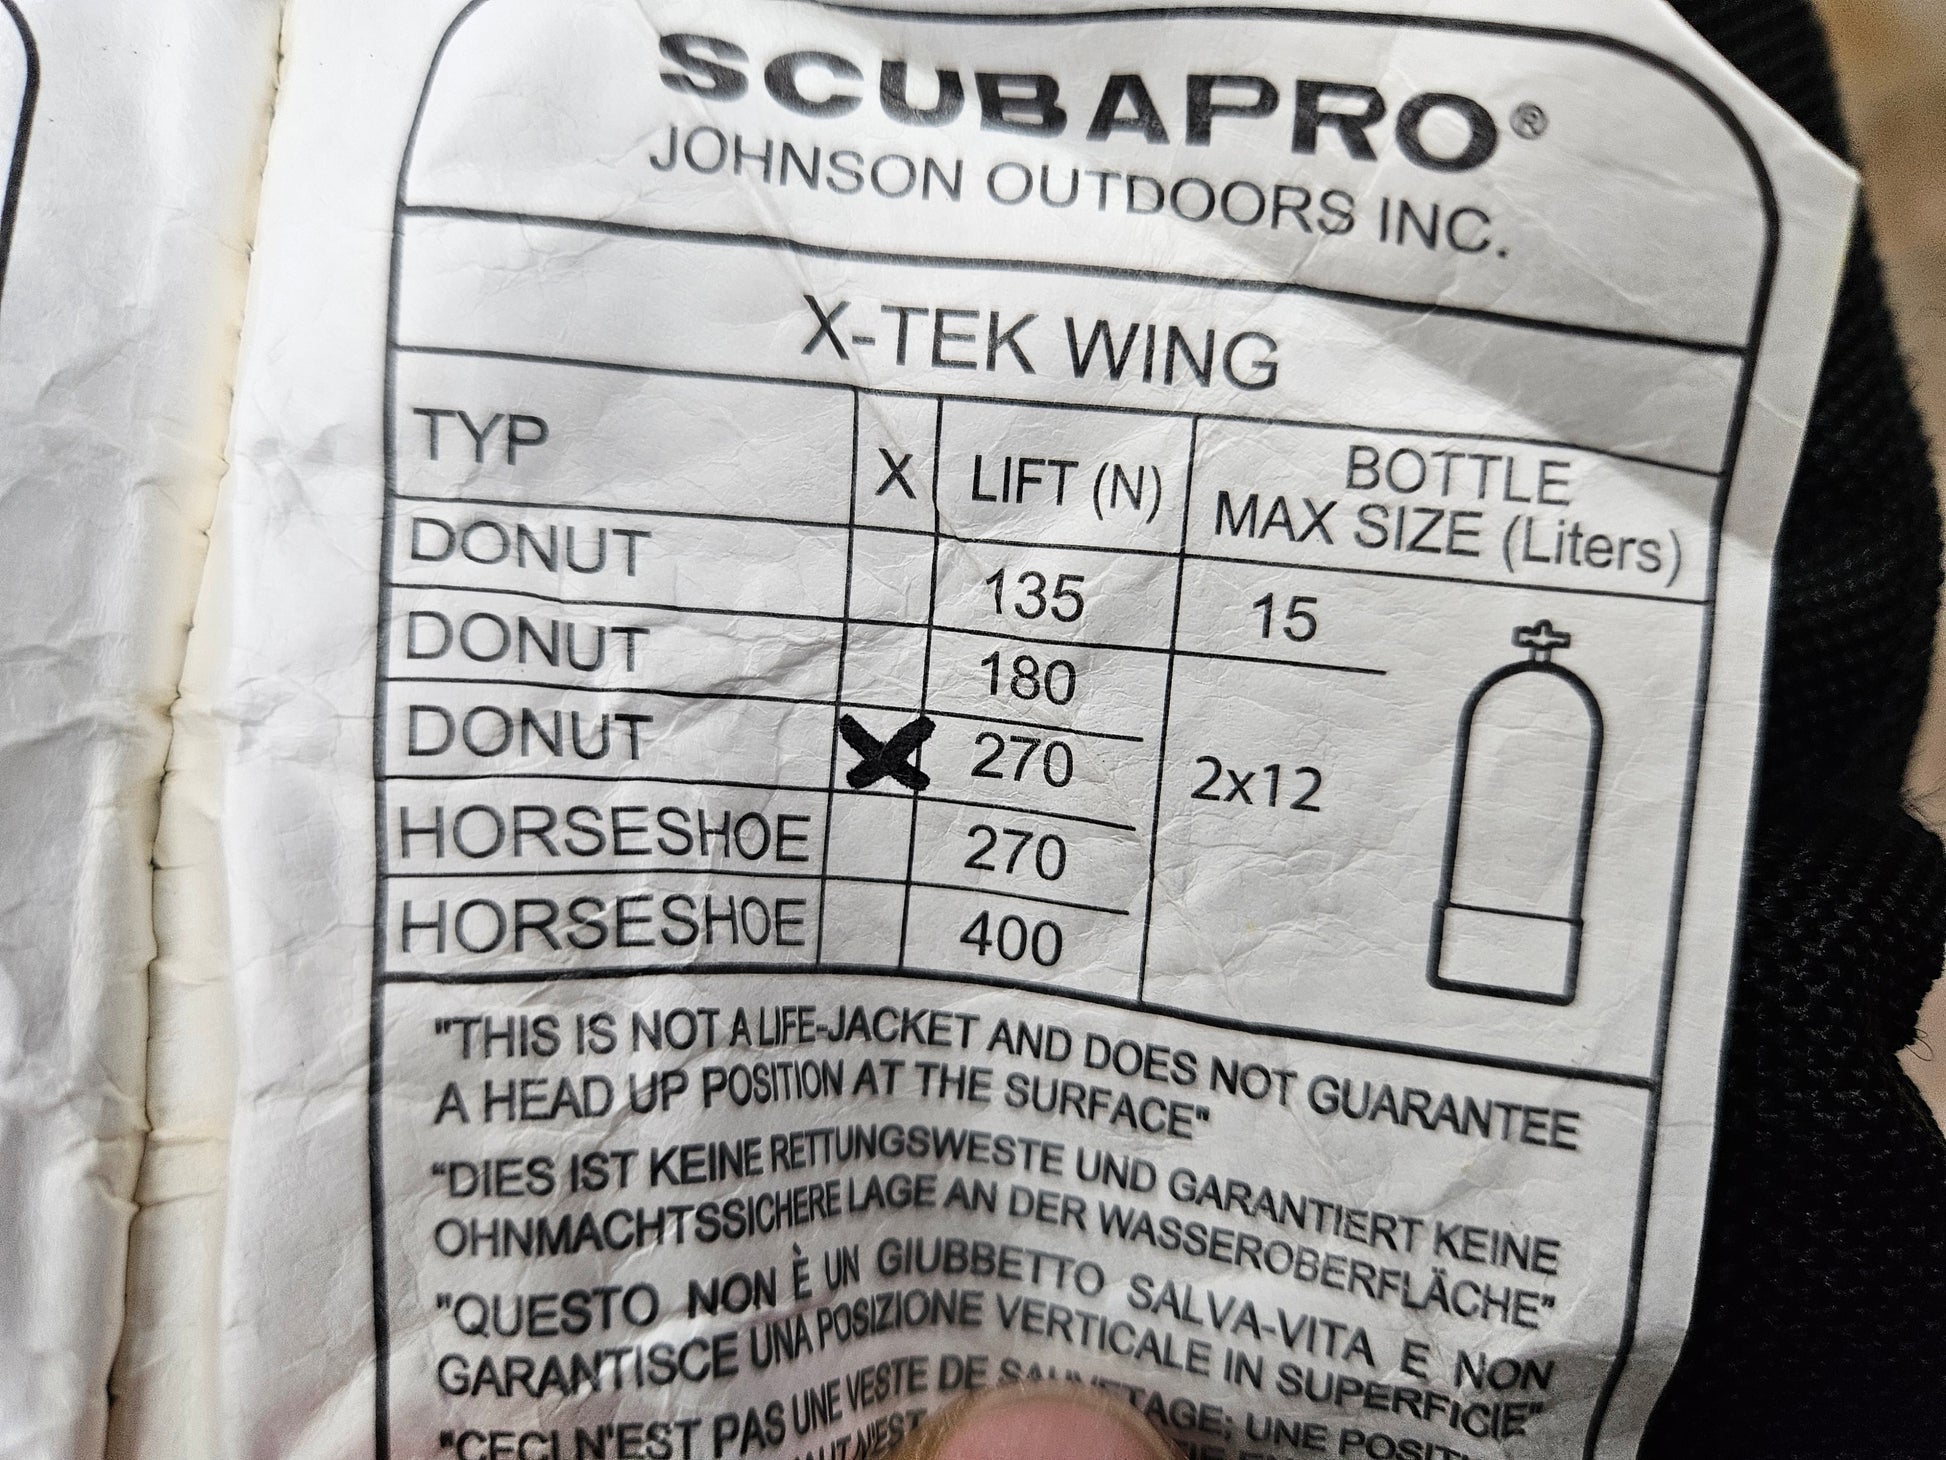 SCUBAPRO®
JOHNSON OUTDOORS INC.
X-TEK WING
TYP X LIFT (N) BOTTLE MAX SIZE (Liters)
DONUT 135 15
DONUT 180
DONUT X 270 2x12
HORSESHOE 270
HORSESHOE 400
"THIS IS NOT A LIFE-JACKET AND DOES NOT GUARANTEE
A HEAD UP POSITION AT THE SURFACE"
"DIES IST KEINE RETTUNGSWESTE UND GARANTIERT KEINE
OHNMACHTSSICHERE LAGE AN DER WASSEROBERFLÄCHE"
"QUESTO NON È UN GIUBBETTO SALVA-VITA E NON
GARANTISCE UNA POSIZIONE VERTICALE IN SUPERFICIE"
"CECI N'EST PAS UNE VESTE DE SAUVETAGE; UNE